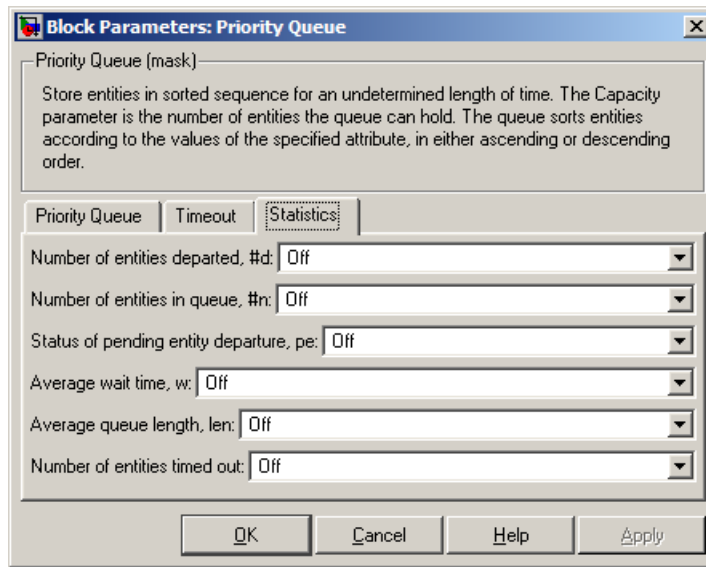 Block Parameters: Priority Queue
Priority Queue (mask)
Store entities in sorted sequence for an undetermined length of time. The Capacity
parameter is the number of entities the queue can hold. The queue sorts entities
according to the values of the specified attribute, in either ascending or descending
order.
Priority Queue Timeout Statistics
Number of entities departed, #d: Off
Number of entities in queue, #n: Off
Status of pending entity departure, pe: Off
Average wait time, w: Off
Average queue length, len: Off
Number of entities timed out: Off
OK Cancel Help Apply